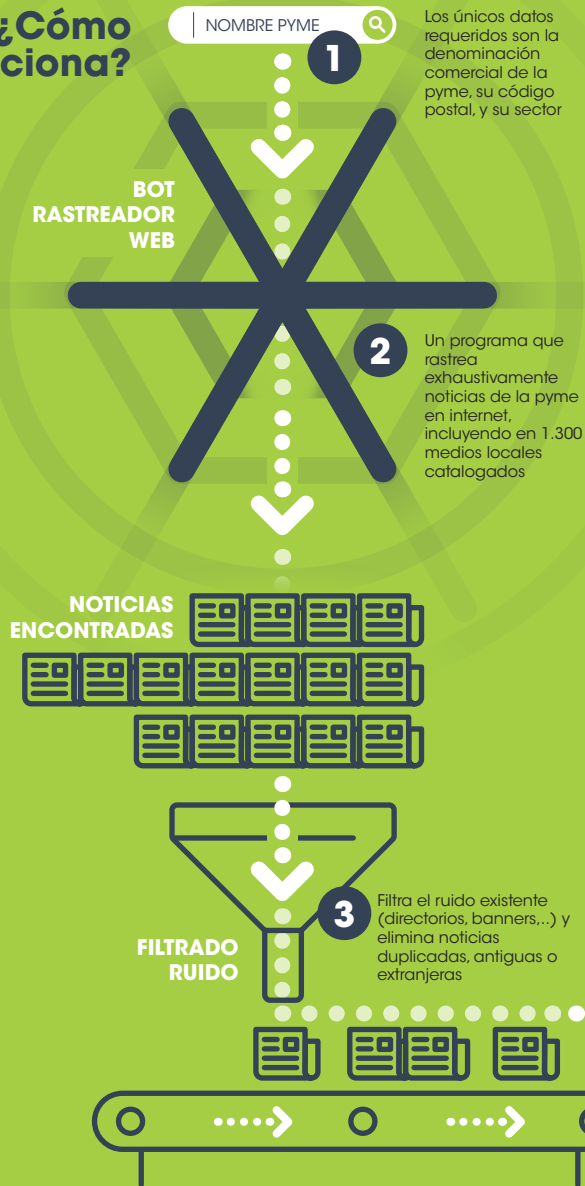 ¿Cómo
ciona?
NOMBRE PYME
1
Los únicos datos
requeridos son la
denominación
comercial de la
pyme, su código
postal, y su sector
BOT
RASTREADOR
WEB
2
Un programa que
rastrea
exhaustivamente
noticias de la pyme
en internet,
incluyendo en 1.300
medios locales
catalogados
NOTICIAS
ENCONTRADAS
3
Filtra el ruido existente
(directorios, banners,..) y
elimina noticias
duplicadas, antiguas o
extranjeras
FILTRADO
RUIDO